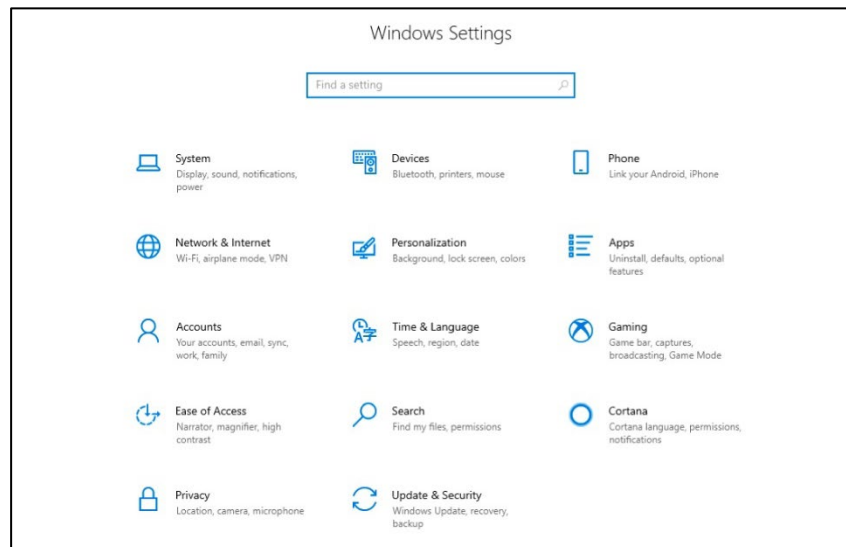 Windows Settings
Find a setting
System
Display, sound, notifications,
power
Devices
Bluetooth, printers, mouse
Phone
Link your Android, iPhone
Network & Internet
Wi-Fi, airplane mode, VPN
Personalization
Background, lock screen, colors
Apps
Uninstall, defaults, optional
features
Accounts
Your accounts, email, sync,
work, family
Time & Language
Speech, region, date
Gaming
Game bar, captures,
broadcasting, Game Mode
Ease of Access
Narrator, magnifier, high
contrast
Search
Find my files, permissions
Cortana
Cortana language, permissions,
notifications
Privacy
Location, camera, microphone
Update & Security
Windows Update, recovery,
backup